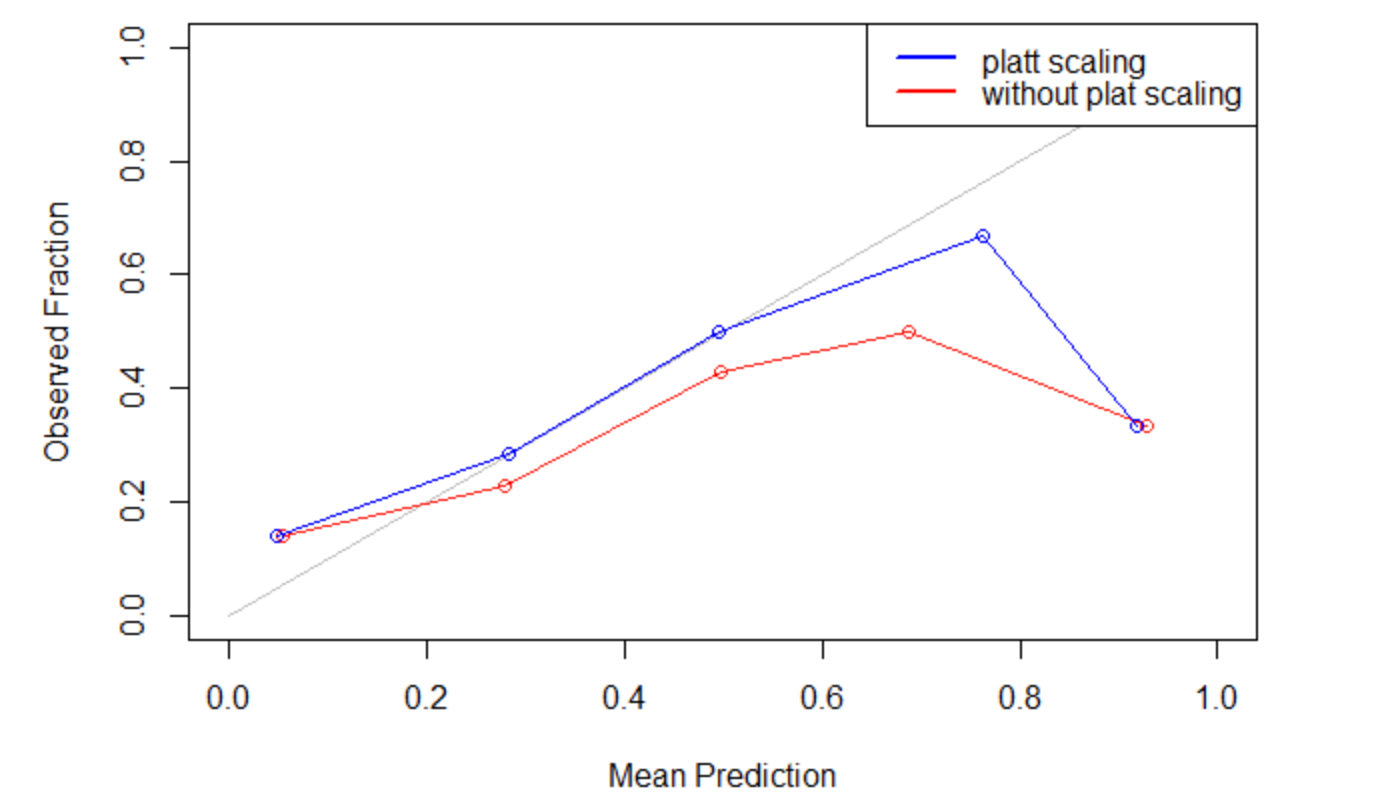 platt scaling
without plat scaling
Observed Fraction
1.0
0.8
0.6
0.4
0.2
0.0
0.0 0.2 0.4 0.6 0.8 1.0
Mean Prediction